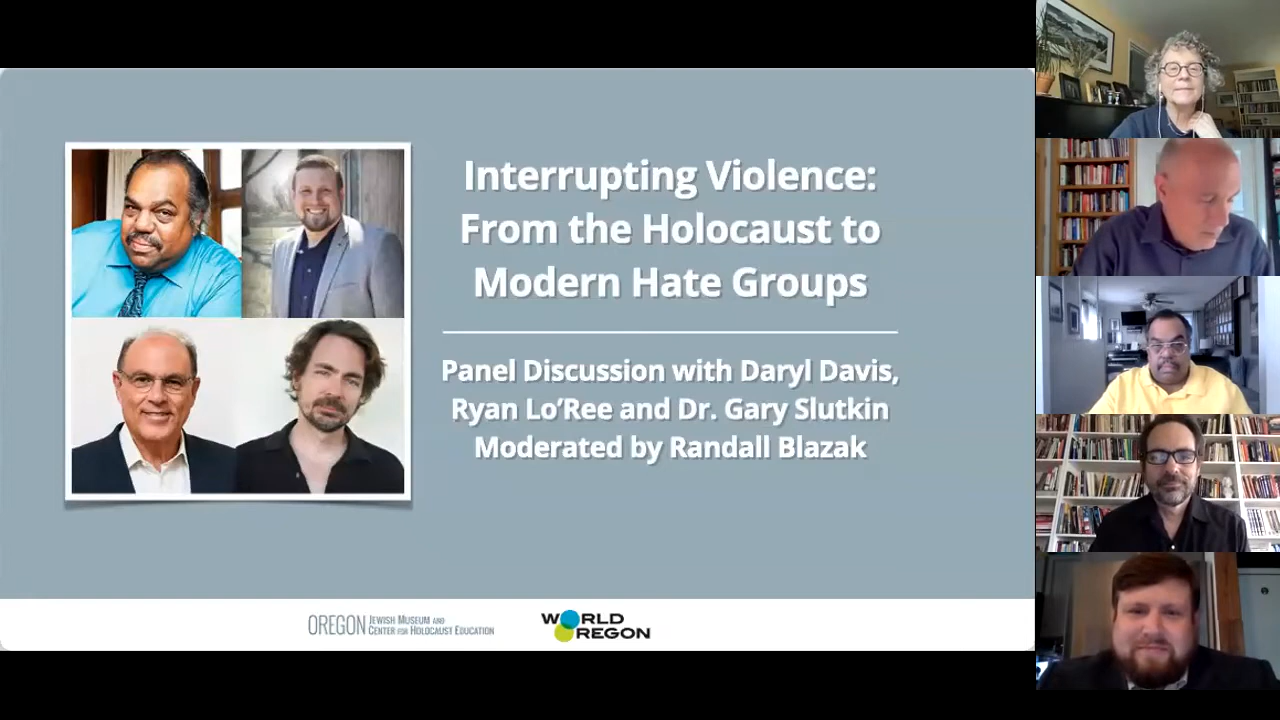 Interrupting Violence:
From the Holocaust to
Modern Hate Groups
Panel Discussion with Daryl Davis,
Ryan Lo’Ree and Dr. Gary Slutkin
Moderated by Randall Blazak
OREGON JEWISH MUSEUM AND
CENTER FOR HOLOCAUST EDUCATION
WORLD
OREGON